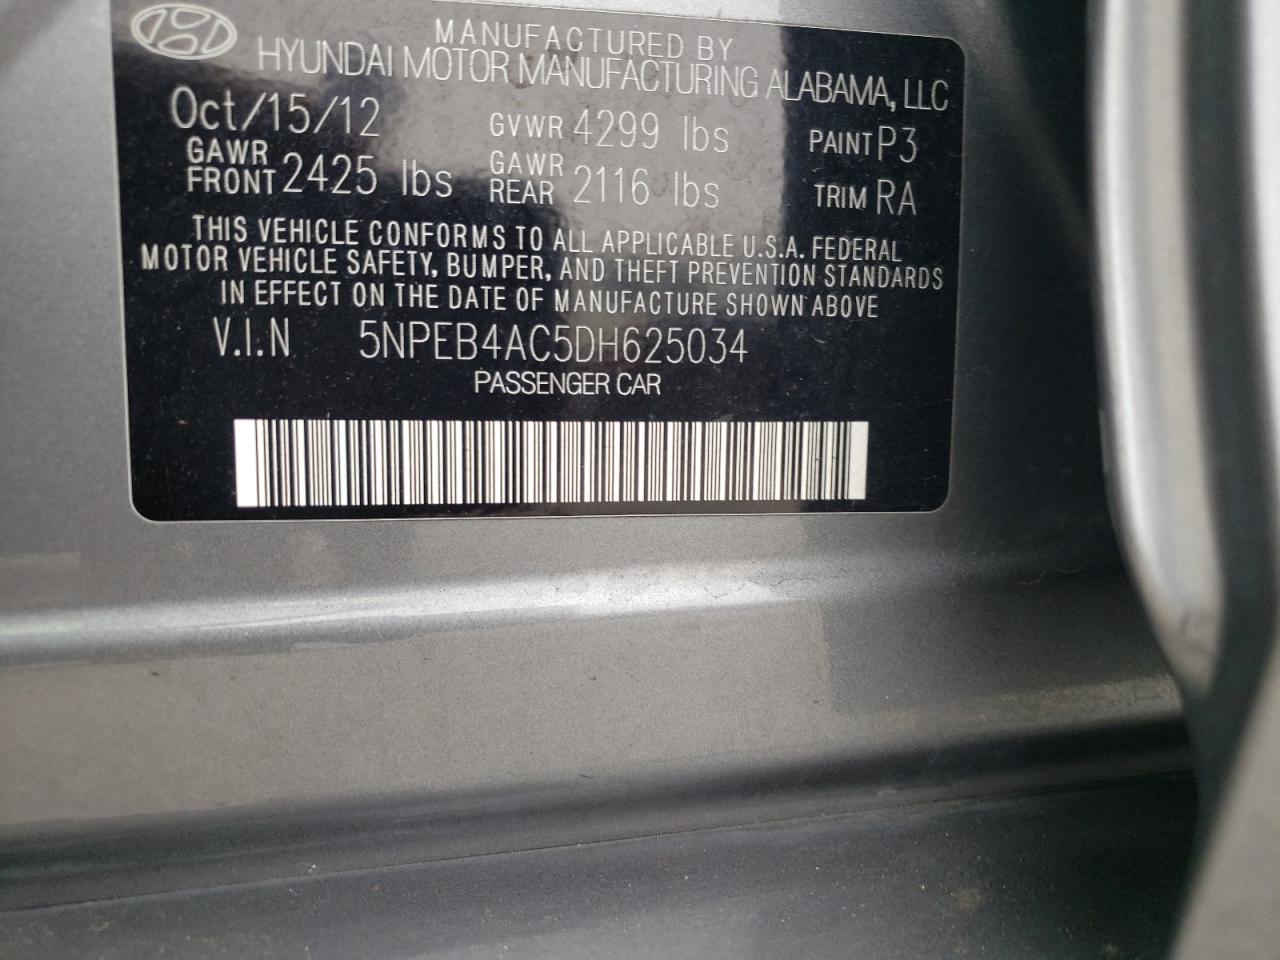 MANUFACTURED BY
HYUNDAI MOTOR MANUFACTURING ALABAMA, LLC
Oct/15/12 GVWR 4299 lbs PAINT P3
GAWR FRONT 2425 lbs GAWR REAR 2116 lbs TRIM RA
THIS VEHICLE CONFORMS TO ALL APPLICABLE U.S.A. FEDERAL
MOTOR VEHICLE SAFETY, BUMPER, AND THEFT PREVENTION STANDARDS
IN EFFECT ON THE DATE OF MANUFACTURE SHOWN ABOVE
V.I.N 5NPEB4AC5DH625034
PASSENGER CAR